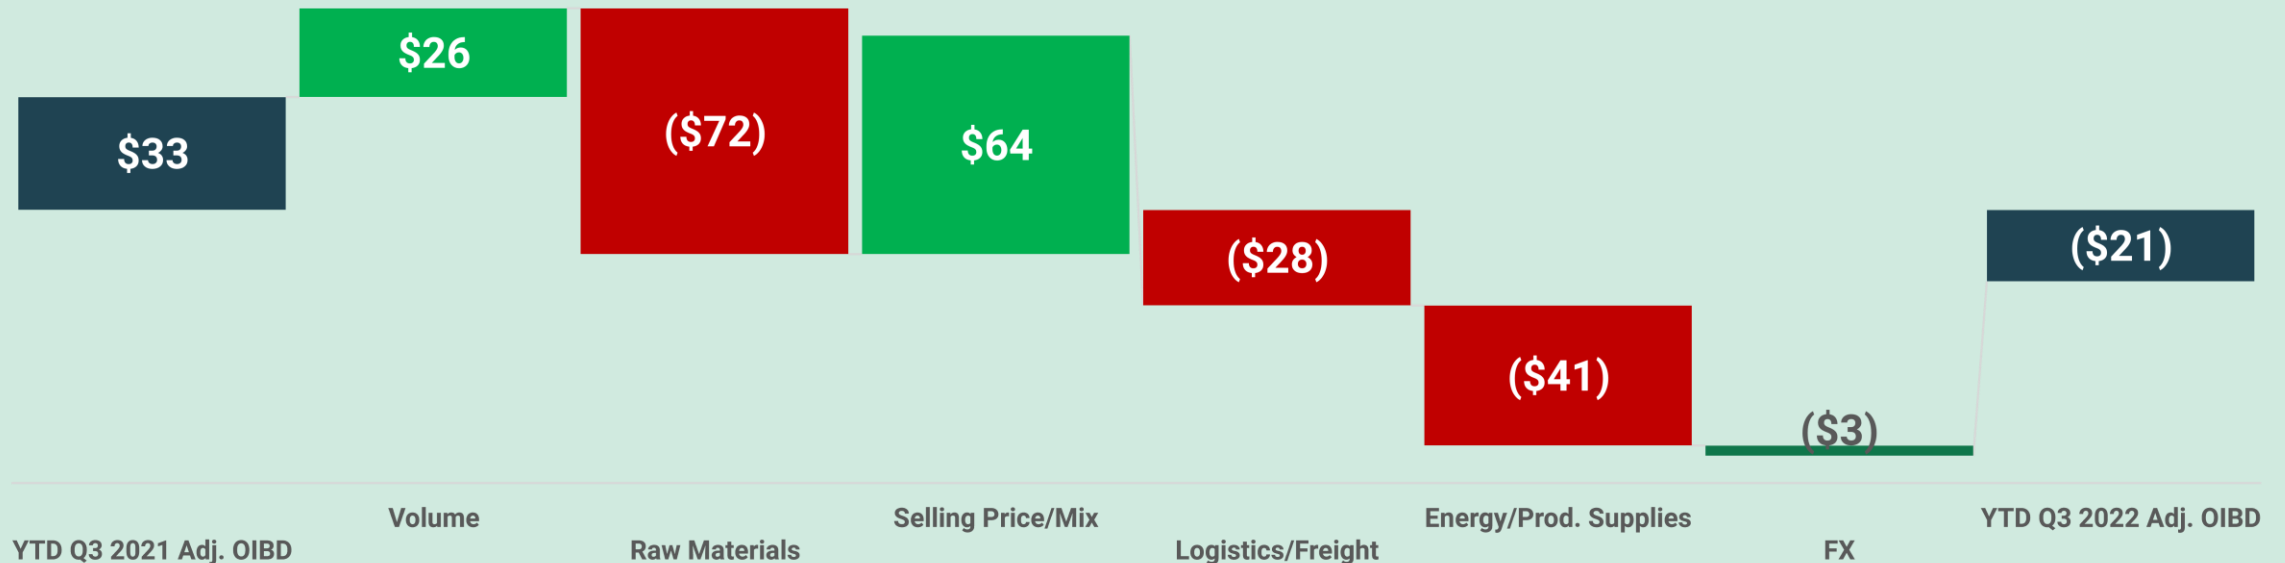 $33
$26
($72)
$64
($28)
($41)
($3)
($21)
YTD Q3 2021 Adj. OIBD
Volume
Raw Materials
Selling Price/Mix
Logistics/Freight
Energy/Prod. Supplies
FX
YTD Q3 2022 Adj. OIBD